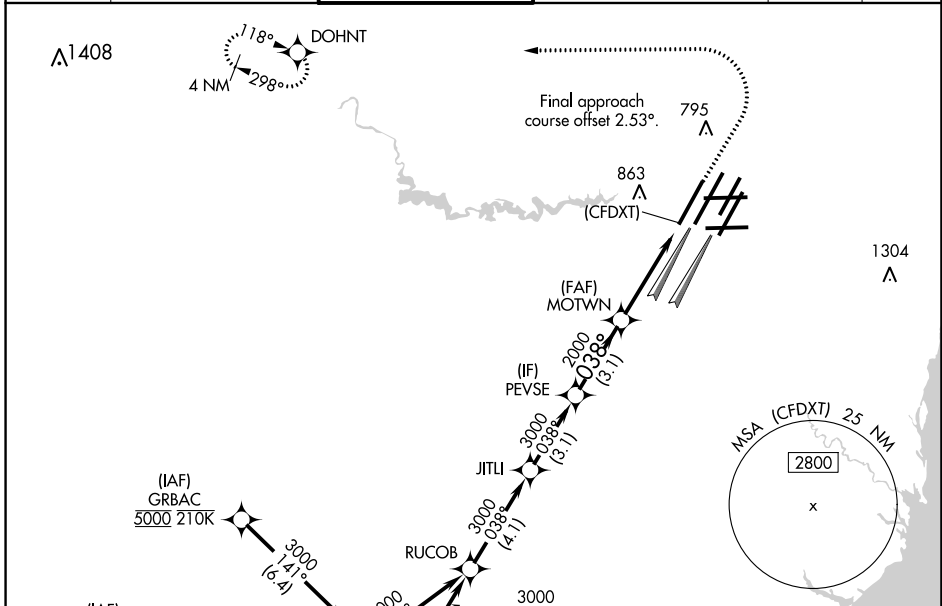 1408
118°
DOHNT
4 NM
298°
Final approach
course offset 2.53°.
795
863
(CFDXT)
1304
(FAF)
MOTWN
2000
038°
(3.1)
(IF)
PEVSE
3000
038°
(3.1)
JITLI
MSA (CFDXT) 25 NM
2800
x
(IAF)
GRBAC
5000 210K
3000
141°
(6.4)
3000
038°
(4.1)
RUCOB
3000